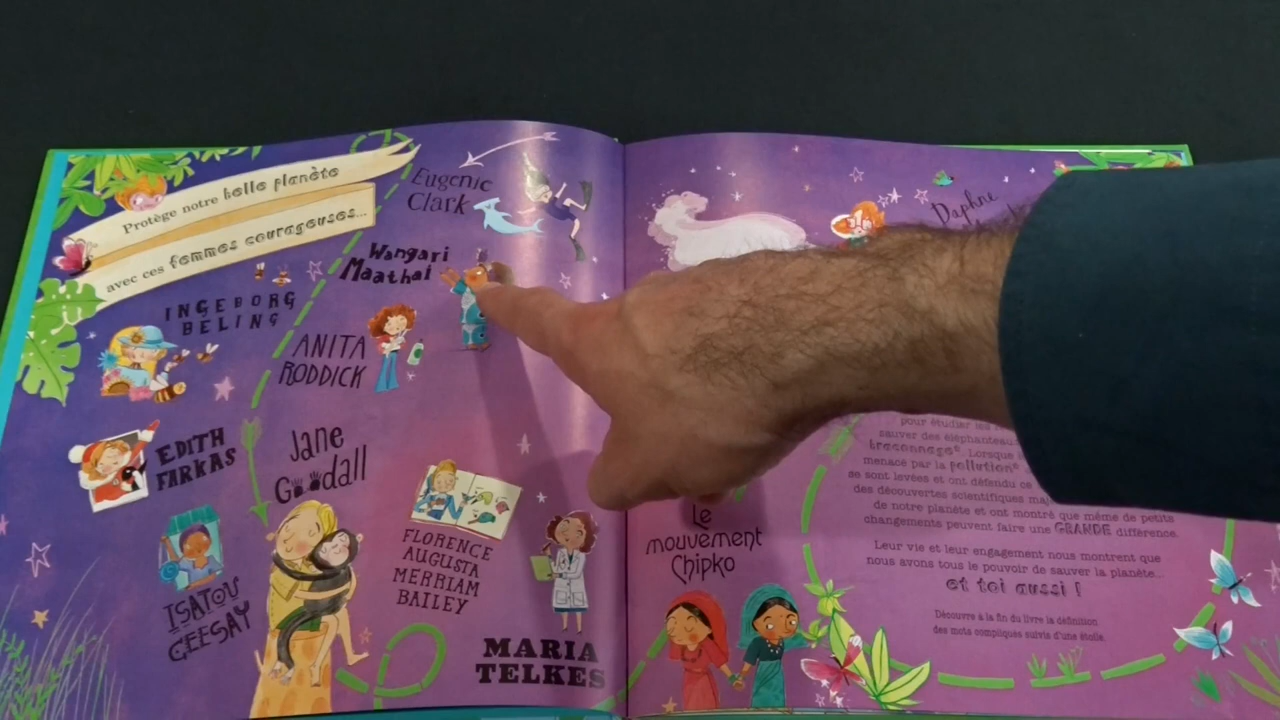 Protège notre belle planète
avec ces femmes courageuses...
Eugenie
Clark
Wangari
Maathai
INGEBORG
BELING
ANITA
RODDICK
EDITH
FARKAS
Jane
Goodall
ISATOU
CEESAY
FLORENCE
AUGUSTA
MERRIAM
BAILEY
MARIA
TELKES
Daphne
Le
mouvement
Chipko
pour étudier les
sauver des éléphanteau
braconnage*. Lorsque
menacé par la pollution*
se sont levées et ont défendu ce
des découvertes scientifiques maj
de notre planète et ont montré que même de petits
changements peuvent faire une GRANDE différence.
Leur vie et leur engagement nous montrent que
nous avons tous le pouvoir de sauver la planète...
et toi aussi !
Découvre à la fin du livre la définition
des mots compliqués suivis d'une étoile.